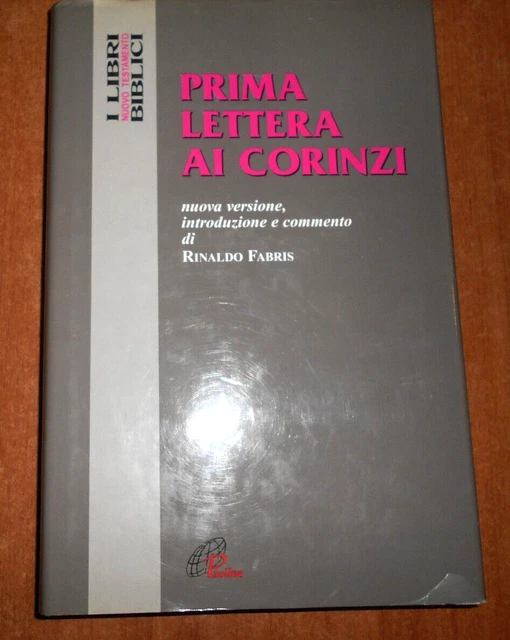 I LIBRI
NUOVO TESTAMENTO
BIBLICI
PRIMA
LETTERA
AI CORINZI
nuova versione,
introduzione e commento
di
RINALDO FABRIS
Paoline